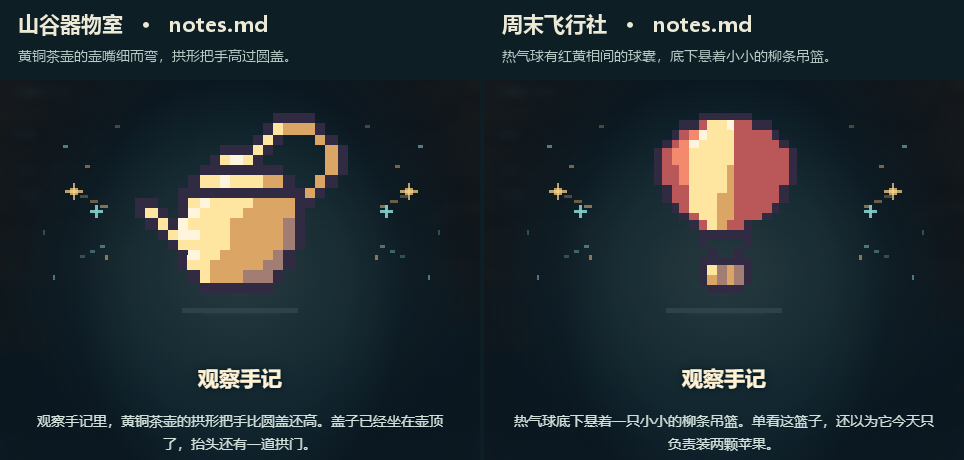 山谷器物室 • notes.md
黄铜茶壶的壶嘴细而弯，拱形把手高过圆盖。
观察手记
观察手记里，黄铜茶壶的拱形把手比圆盖还高。盖子已经坐在壶顶
了，抬头还有一道拱门。
周末飞行社 • notes.md
热气球有红黄相间的球囊，底下悬着小小的柳条吊篮。
观察手记
热气球底下悬着一只小小的柳条吊篮。单看这篮子，还以为它今天只
负责装两颗苹果。